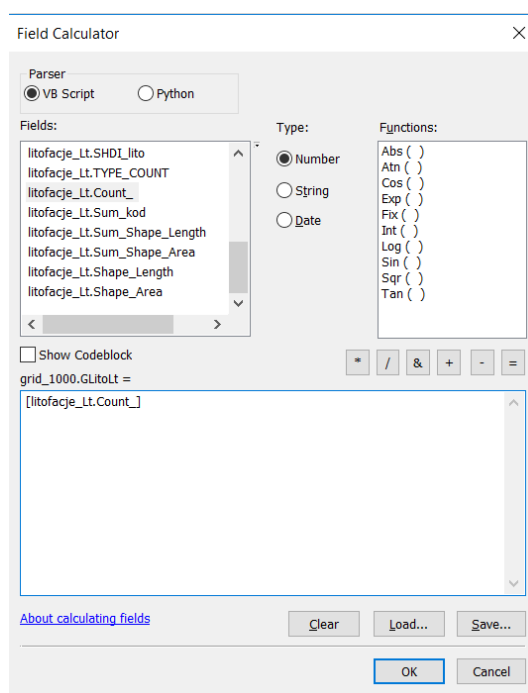 Field Calculator
Parser
VB Script Python
Fields: Type: Functions:
litofacje_Lt.SHDI_lito
litofacje_Lt.TYPE_COUNT
litofacje_Lt.Count_
litofacje_Lt.Sum_kod
litofacje_Lt.Sum_Shape_Length
litofacje_Lt.Sum_Shape_Area
litofacje_Lt.Shape_Length
litofacje_Lt.Shape_Area
Number
String
Date
Abs ( )
Atn ( )
Cos ( )
Exp ( )
Fix ( )
Int ( )
Log ( )
Sin ( )
Sqr ( )
Tan ( )
Show Codeblock
* / & + - =
grid_1000.GLitoLt =
[litofacje_Lt.Count_]
About calculating fields Clear Load... Save...
OK Cancel